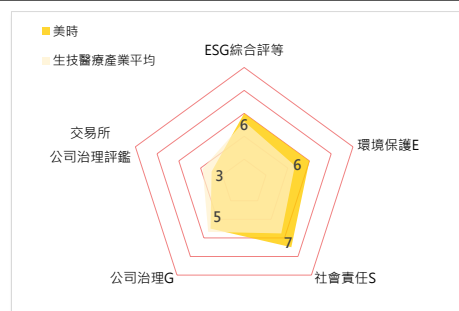 美時
生技醫療產業平均
ESG綜合評等
環境保護E
社會責任S
公司治理G
交易所
公司治理評鑑
6
6
7
5
3